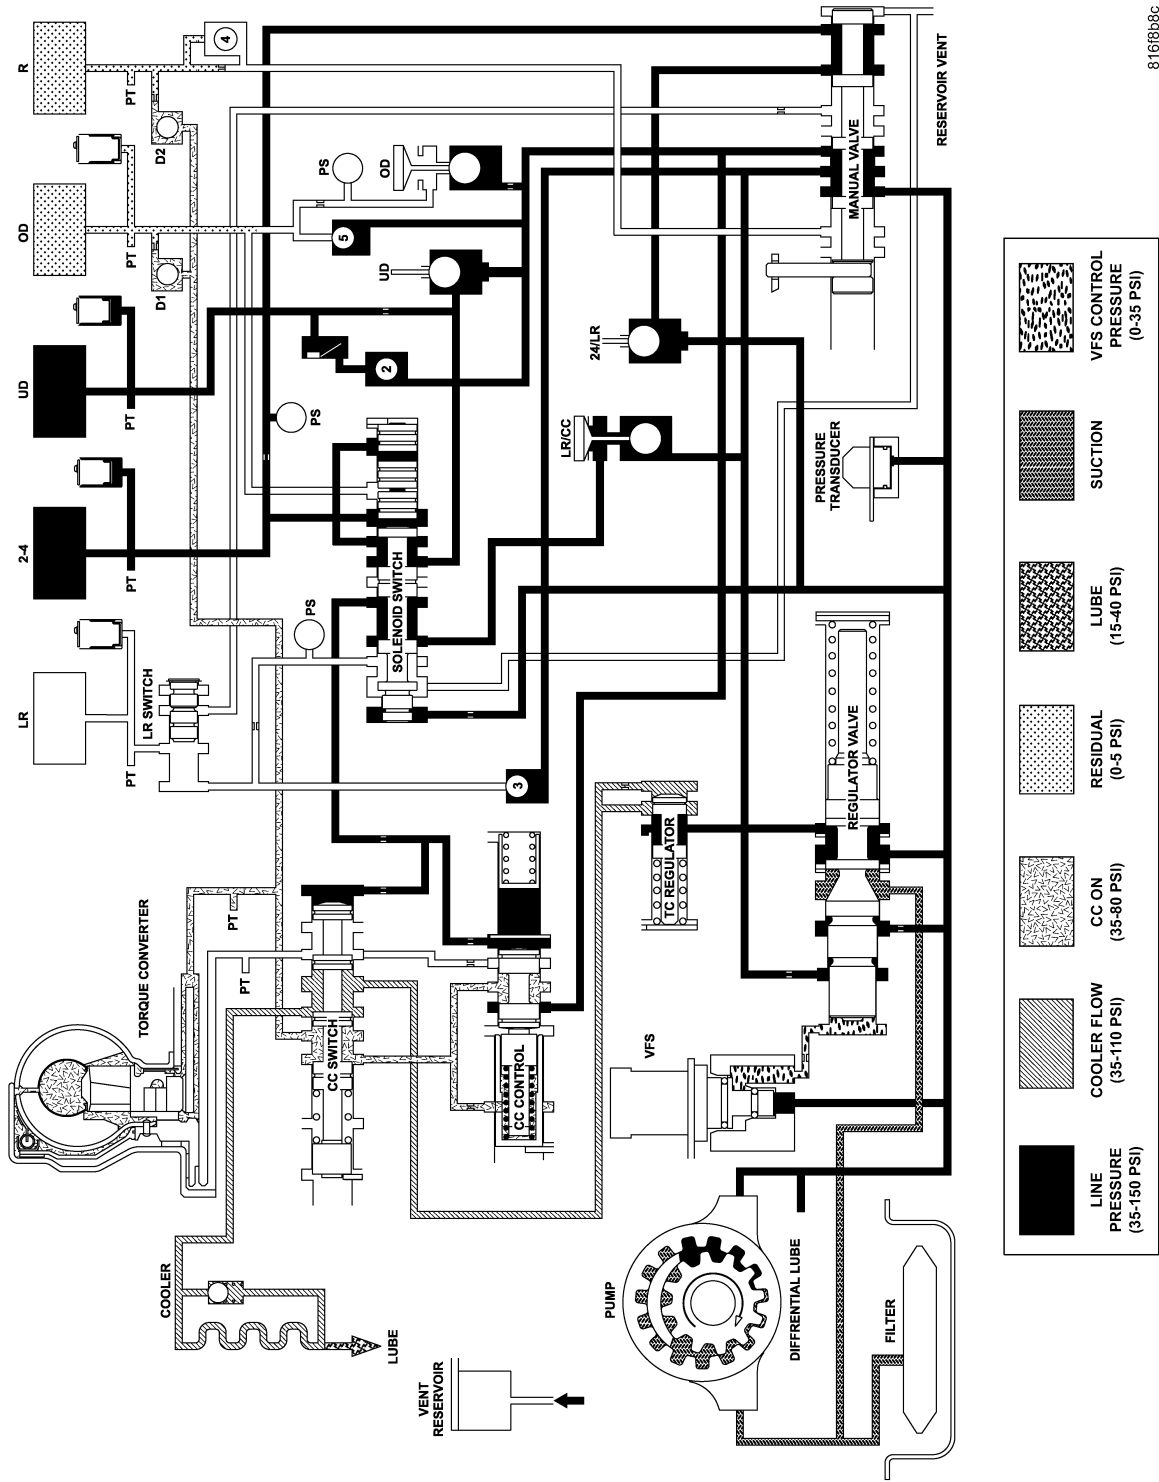 LR
2-4
UD
OD
R
PT
PT
PT
PT
PT
4
D1
D2
LR SWITCH
PS
PS
PS
5
OD
UD
2
24/LR
LR/CC
3
SOLENOID SWITCH
MANUAL VALVE
RESERVOIR VENT
PRESSURE
TRANSDUCER
TORQUE CONVERTER
PT
PT
CC SWITCH
CC CONTROL
TC REGULATOR
REGULATOR VALVE
VFS
COOLER
LUBE
VENT
RESERVOIR
PUMP
DIFFRENTIAL LUBE
FILTER
LINE
PRESSURE
(35-150 PSI)
COOLER FLOW
(35-110 PSI)
CC ON
(35-80 PSI)
RESIDUAL
(0-5 PSI)
LUBE
(15-40 PSI)
SUCTION
VFS CONTROL
PRESSURE
(0-35 PSI)
816f8b8c